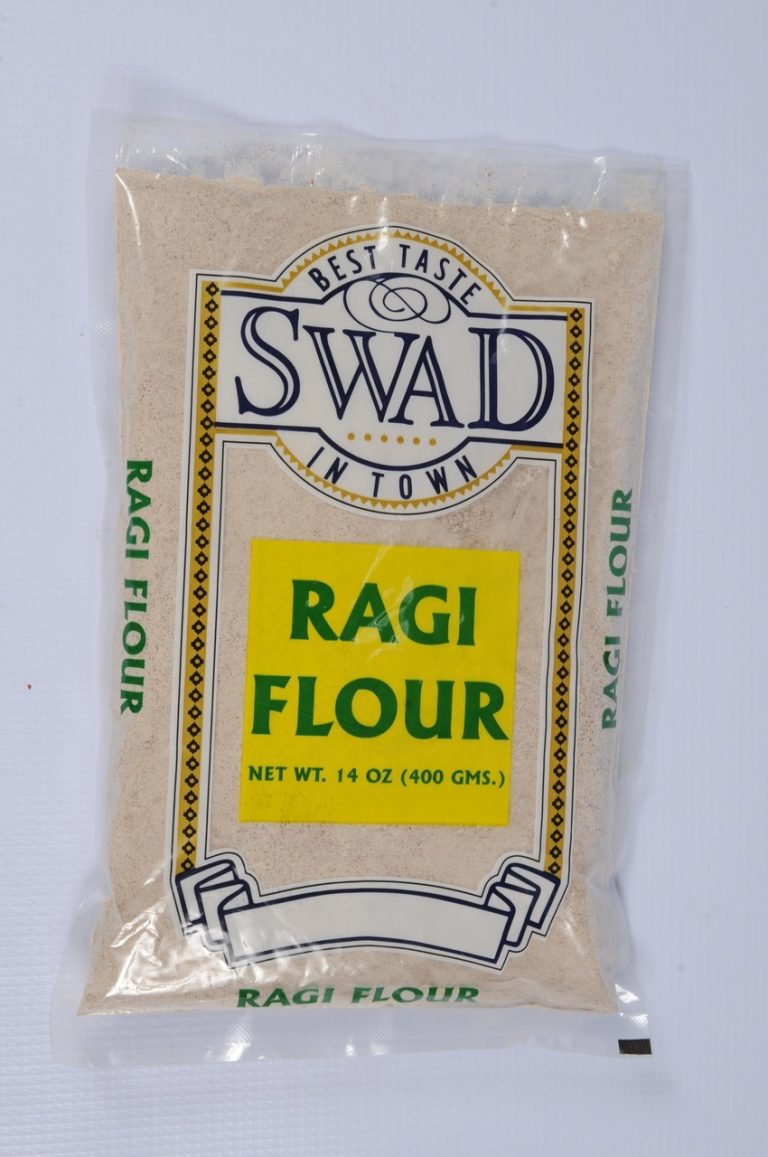 BEST TASTE
SWAD
IN TOWN
RAGI FLOUR
RAGI FLOUR
RAGI
FLOUR
NET WT. 14 OZ (400 GMS.)
RAGI FLOUR